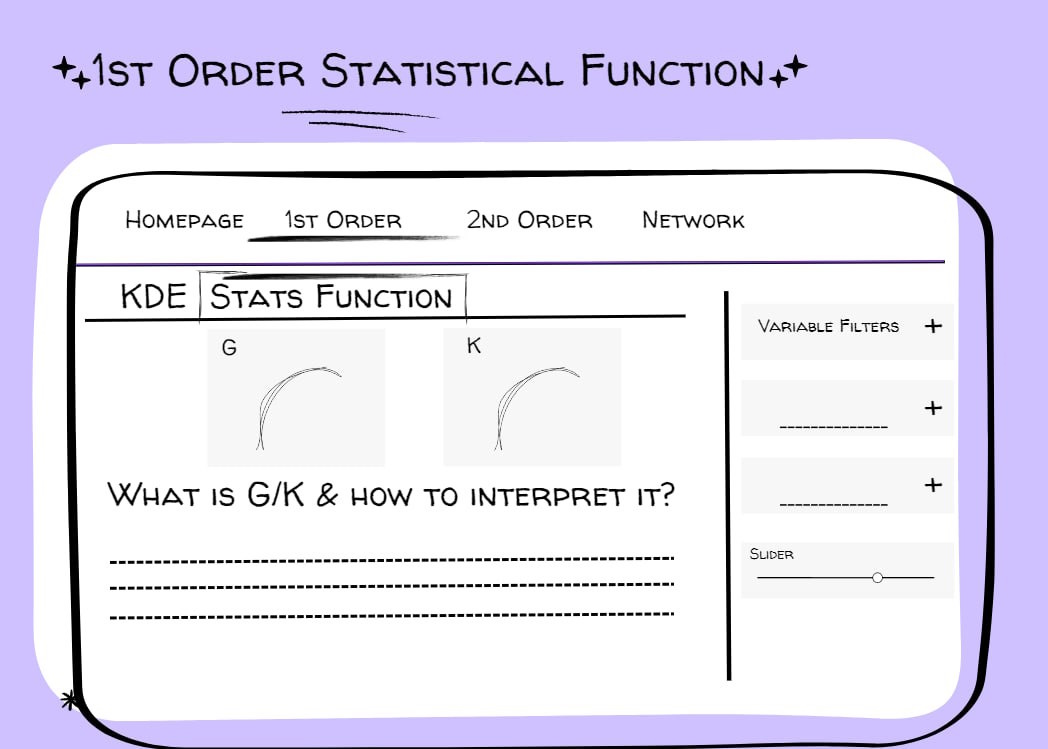 1st Order Statistical Function
Homepage 1st Order 2nd Order Network
KDE Stats Function
G K
What is G/K & how to interpret it?
Variable Filters +
+
+
Slider